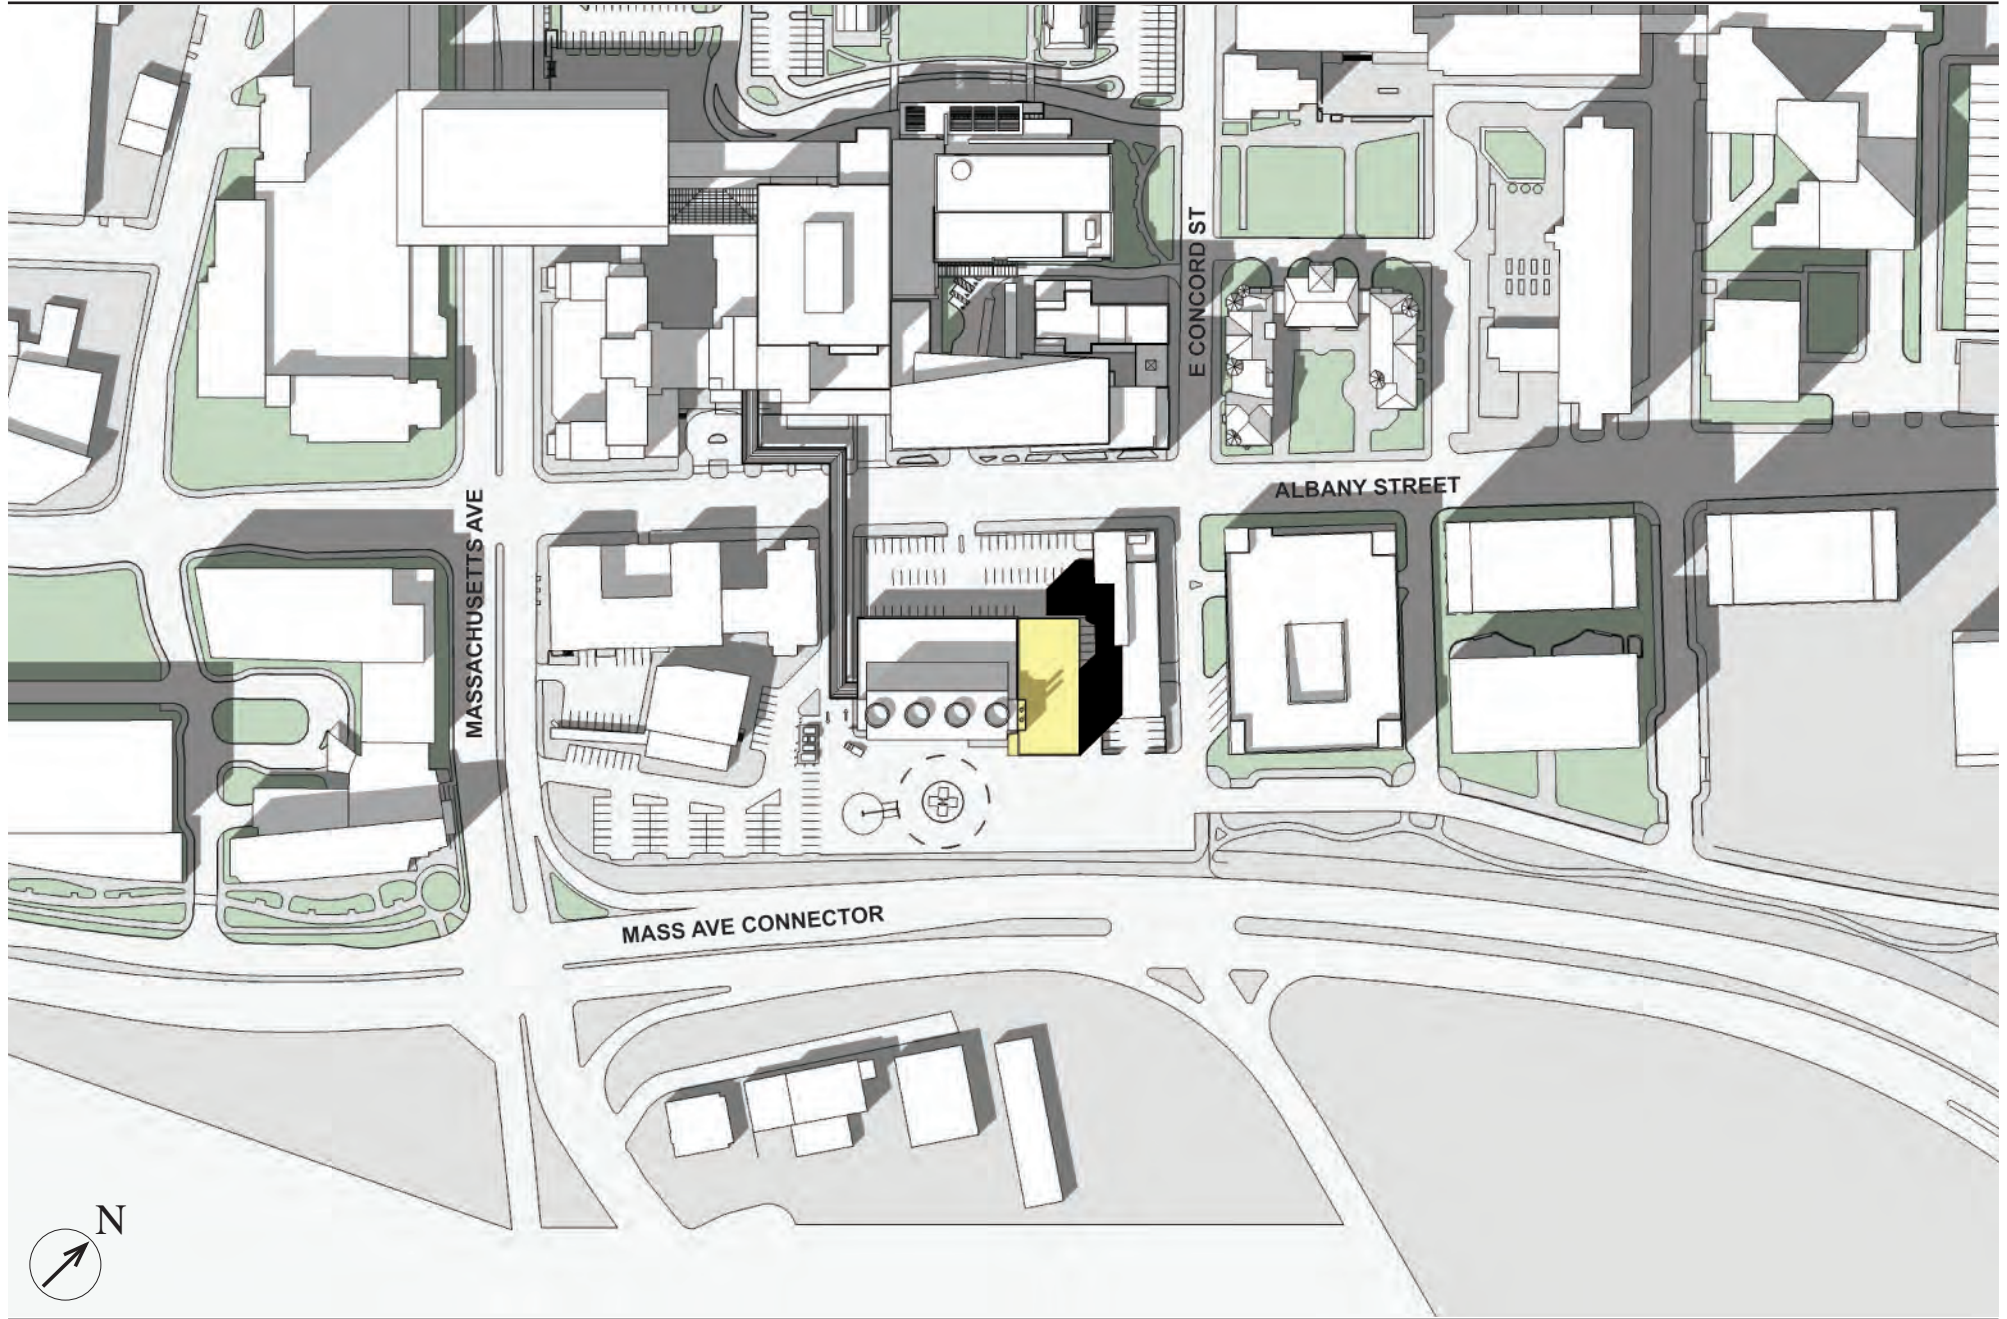 E CONCORD ST
ALBANY STREET
MASSACHUSETTS AVE
MASS AVE CONNECTOR
N